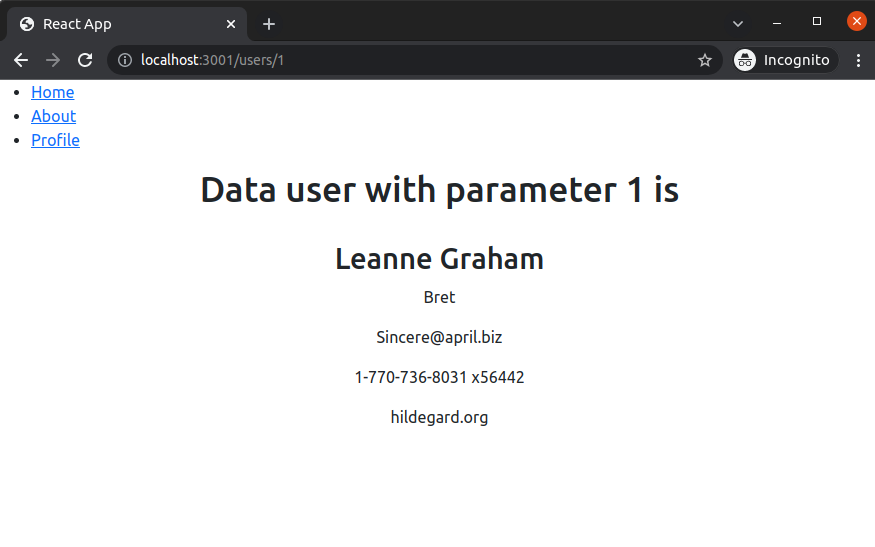 React App
localhost:3001/users/1
Incognito
Home
About
Profile
Data user with parameter 1 is
Leanne Graham
Bret
Sincere@april.biz
1-770-736-8031 x56442
hildegard.org